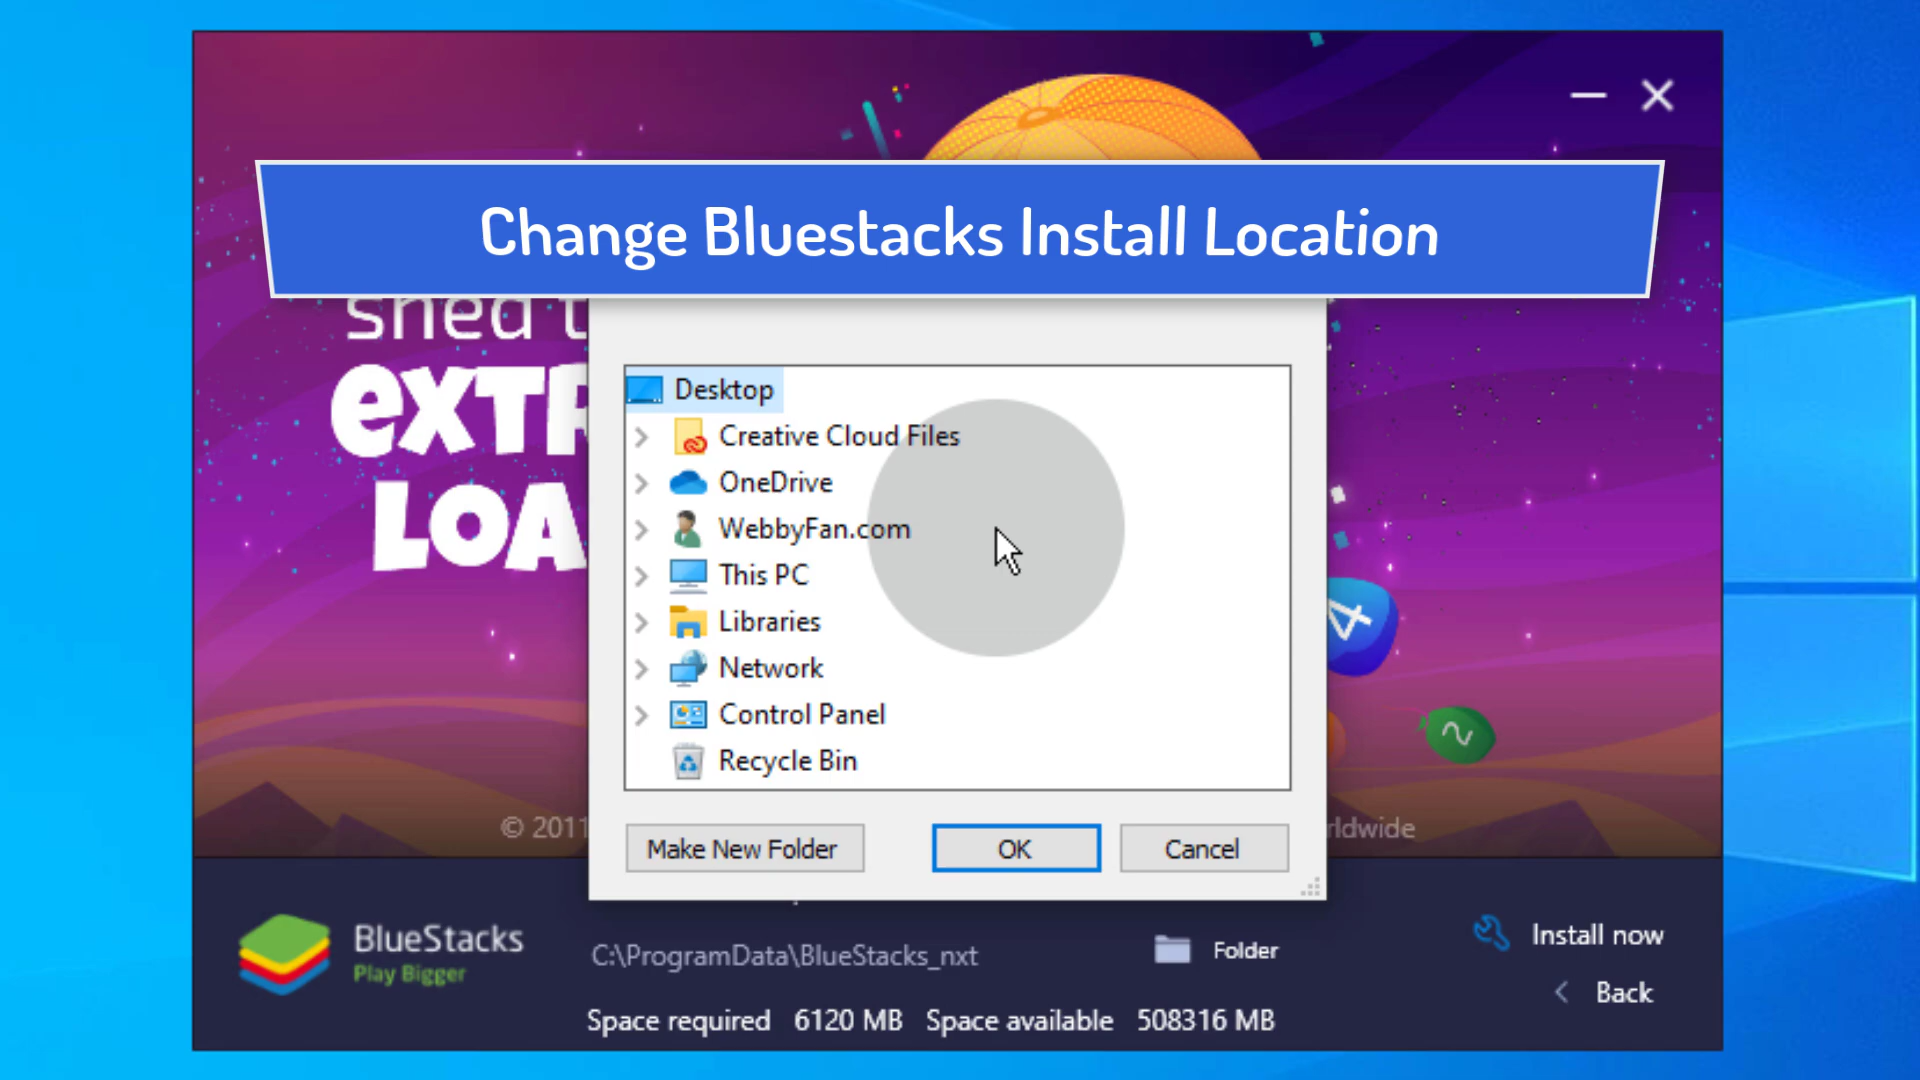 Change Bluestacks Install Location
shed t
eXTR
LOA
Desktop
Creative Cloud Files
OneDrive
WebbyFan.com
This PC
Libraries
Network
Control Panel
Recycle Bin
4
© 2011
rldwide
Make New Folder
OK
Cancel
BlueStacks
Play Bigger
C:\ProgramData\BlueStacks_nxt
Folder
Install now
Back
Space required 6120 MB Space available 508316 MB